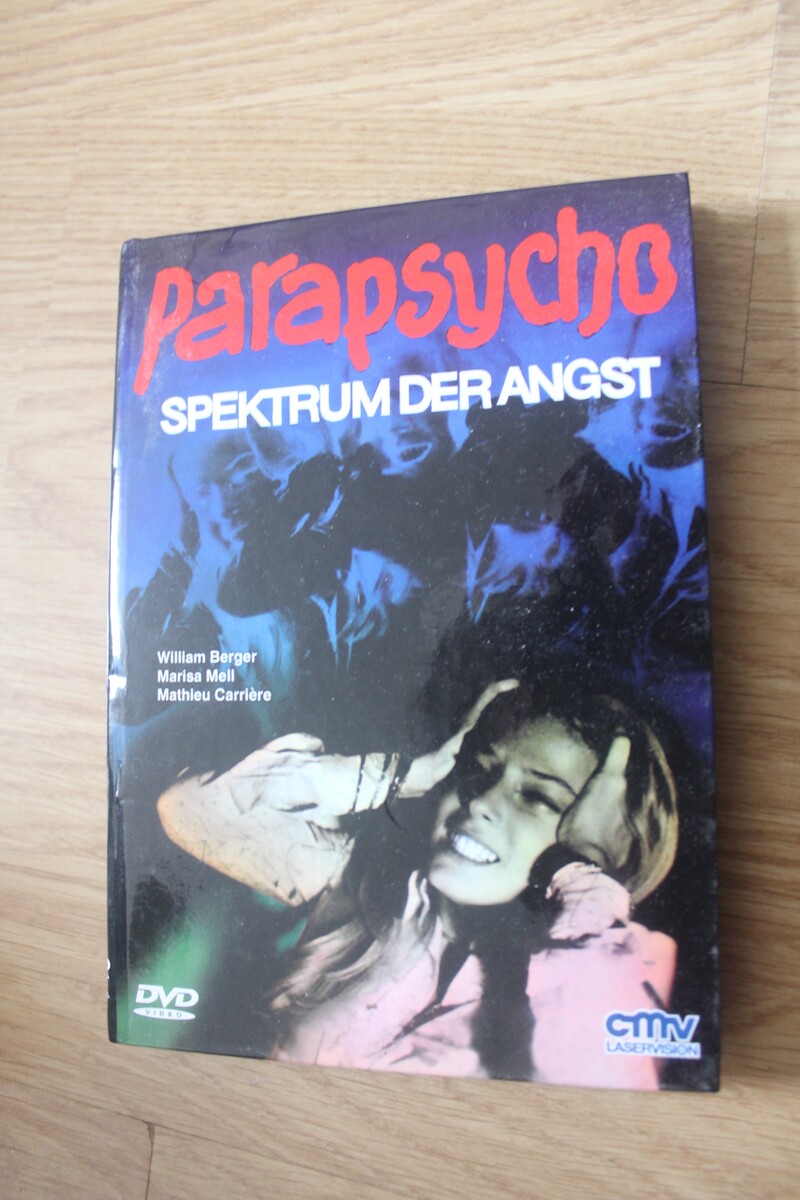 Parapsycho
SPEKTRUM DER ANGST
William Berger
Marisa Mell
Mathieu Carrière
DVD
VIDEO
cmv
LASERVISION